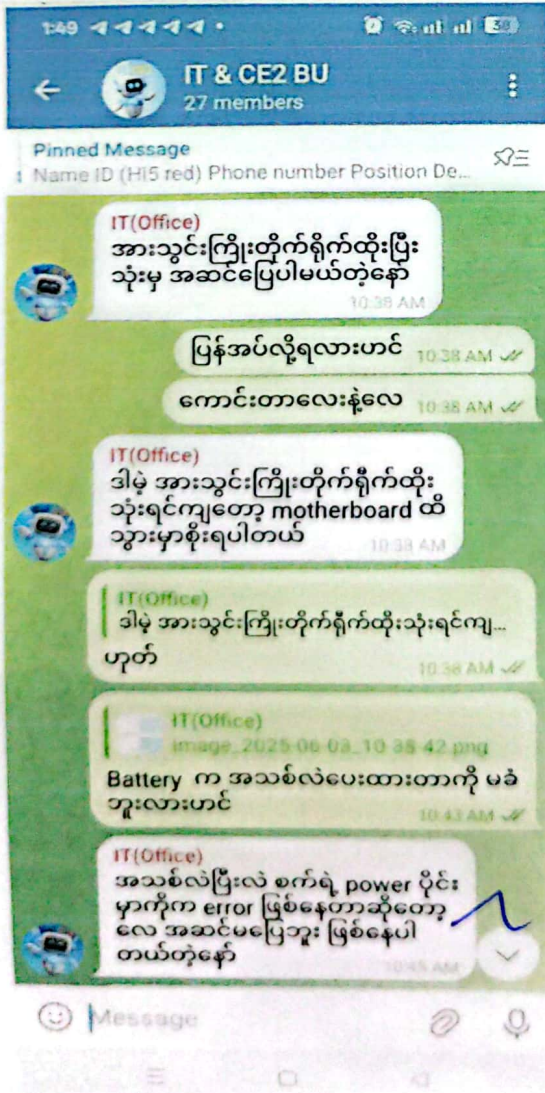 1:49
IT & CE2 BU
27 members
Pinned Message
Name ID (HI5 red) Phone number Position De...
IT(Office)
အားသွင်းကြိုးတိုက်ရိုက်ထိုးပြီး
သုံးမှ အဆင်ပြေပါမယ်တဲ့နော်
10:38 AM
ပြန်အပ်လို့ရလားဟင် 10:38 AM
ကောင်းတာလေးနဲ့လေ 10:38 AM
IT(Office)
ဒါမဲ့ အားသွင်းကြိုးတိုက်ရိုက်ထိုး
သုံးရင်ကျတော့ motherboard ထိ
သွားမှာစိုးရပါတယ်
10:38 AM
IT(Office)
ဒါမဲ့ အားသွင်းကြိုးတိုက်ရိုက်ထိုးသုံးရင်ကျ...
ဟုတ်
10:38 AM
IT(Office)
image_2025-06-03_10-38-42.png
Battery က အသစ်လဲပေးထားတာကို မခံ
ဘူးလားဟင်
10:43 AM
IT(Office)
အသစ်လဲပြီးလဲ စက်ရဲ့ power ပိုင်း
မှာကိုက error ဖြစ်နေတာဆိုတော့
လေ အဆင်မပြေဘူး ဖြစ်နေပါ
တယ်တဲ့နော်
10:45 AM
Message